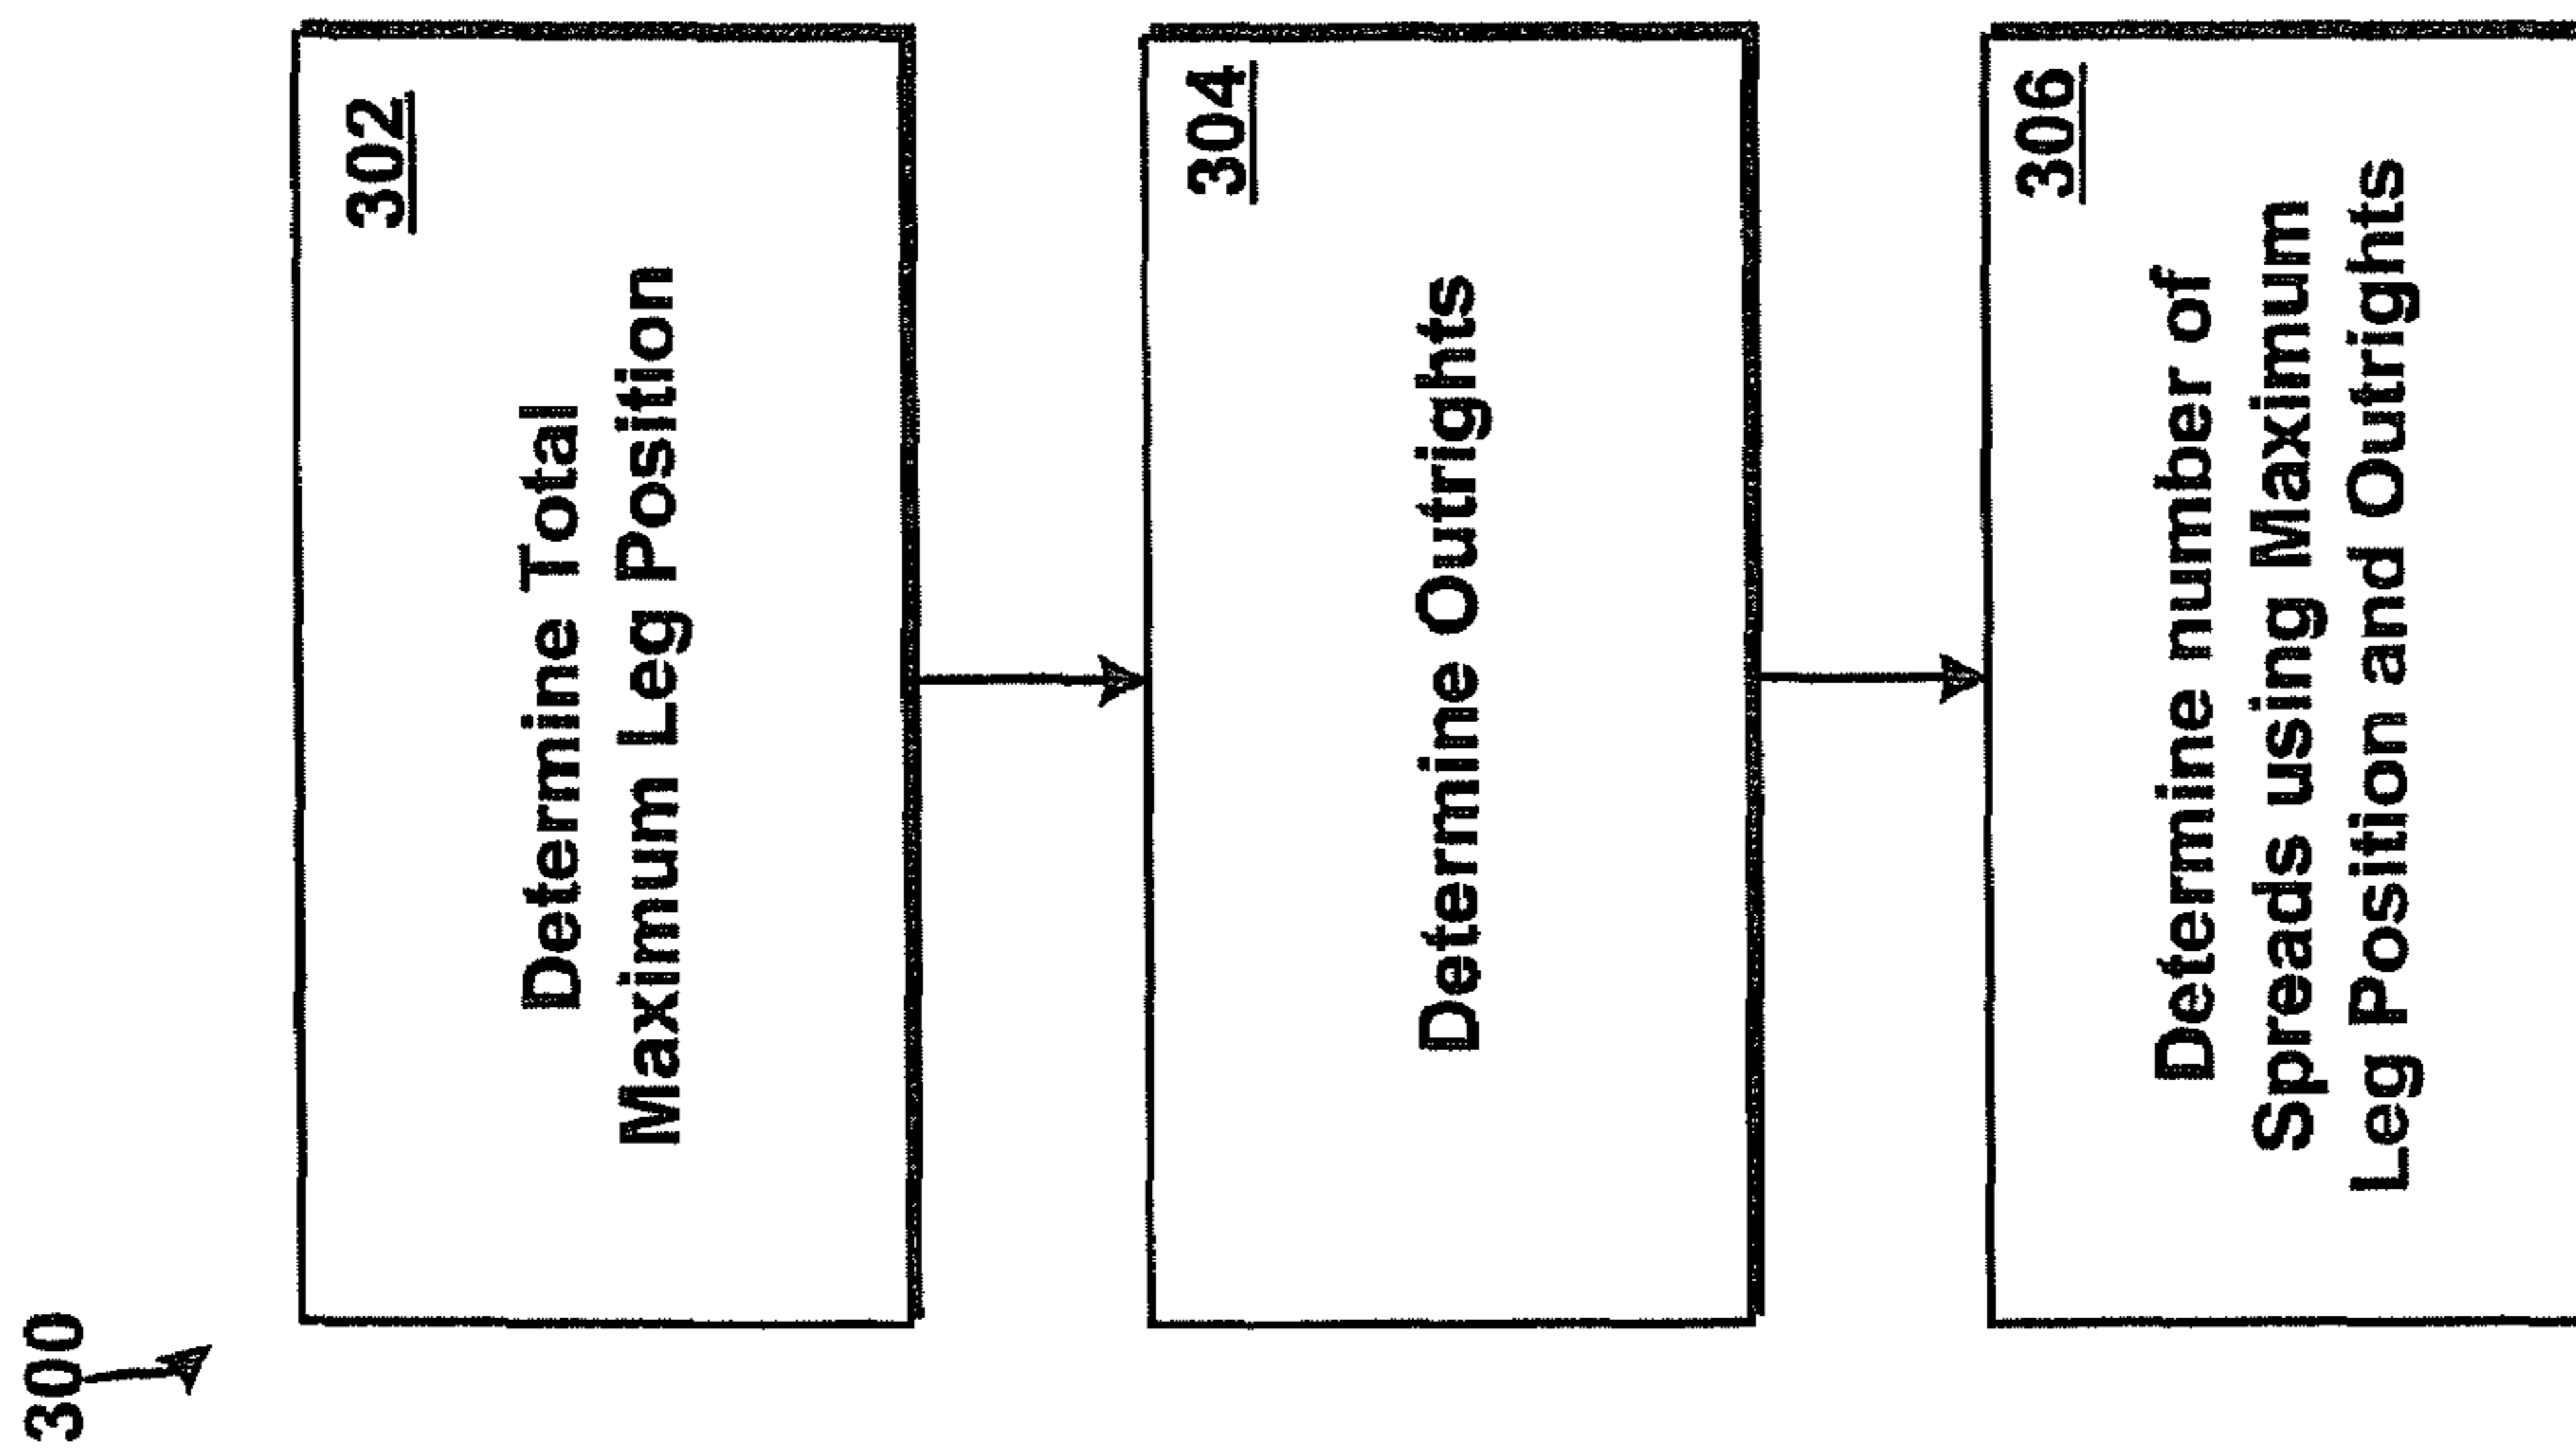 300
302
Determine Total
Maximum Leg Position
304
Determine Outrights
306
Determine number of
Spreads using Maximum
Leg Position and Outrights